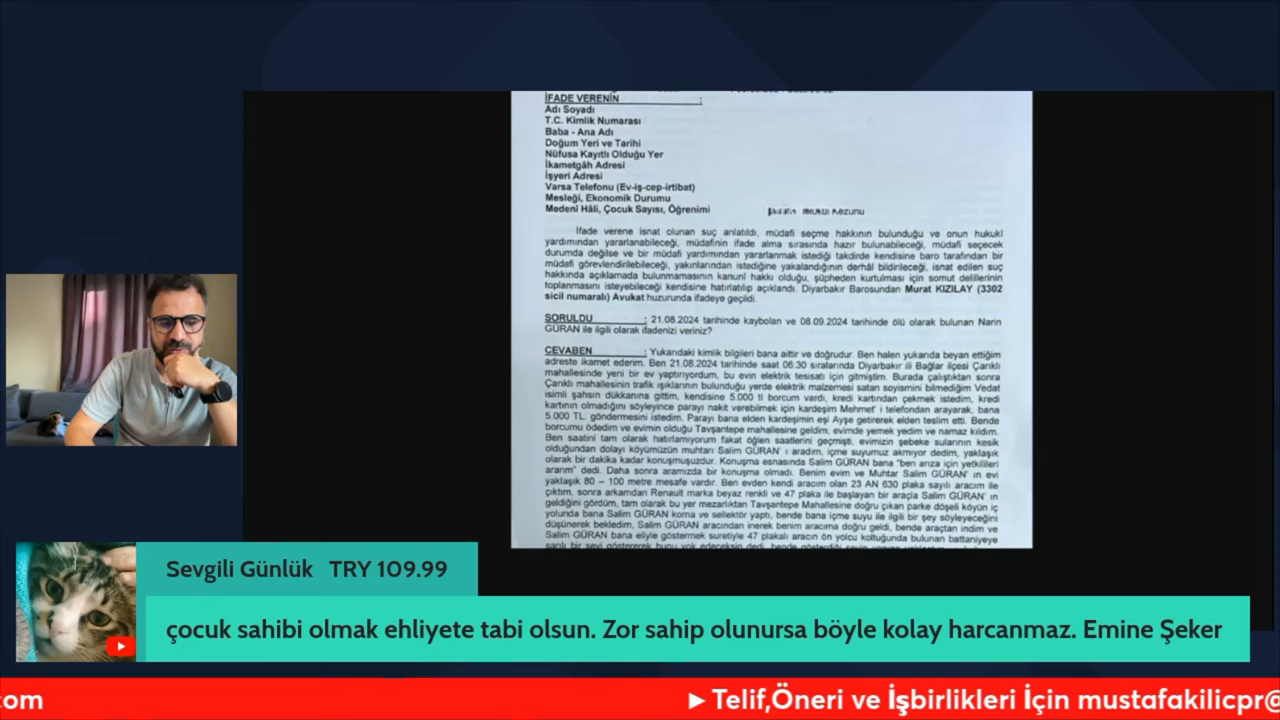 İFADE VERENİN :
Adı Soyadı
T.C. Kimlik Numarası
Baba - Ana Adı
Doğum Yeri ve Tarihi
Nüfusa Kayıtlı Olduğu Yer
İkametgâh Adresi
İşyeri Adresi
Varsa Telefonu (Ev-iş-cep-irtibat)
Mesleği, Ekonomik Durumu
Medenî Hâli, Çocuk Sayısı, Öğrenimi
İfade verene isnat olunan suç anlatıldı, müdafi seçme hakkının bulunduğu ve onun hukukî
yardımından yararlanabileceği, müdafinin ifade alma sırasında hazır bulunabileceği, müdafi seçecek
durumda değilse ve bir müdafi yardımından yararlanmak istediği takdirde kendisine baro tarafından bir
müdafi görevlendirilebileceği, yakınlarından istediğine yakalandığının derhâl bildirileceği, isnat edilen suç
hakkında açıklamada bulunmamasının kanunî hakkı olduğu, şüpheden kurtulması için somut delillerinin
toplanmasını isteyebileceği kendisine hatırlatılıp açıklandı. Diyarbakır Barosundan Murat KIZILAY (3302
sicil numaralı) Avukat huzurunda ifadeye geçildi.
SORULDU : 21.08.2024 tarihinde kaybolan ve 08.09.2024 tarihinde ölü olarak bulunan Narin
GÜRAN ile ilgili olarak ifadenizi veriniz?
CEVABEN : Yukarıdaki kimlik bilgileri bana aittir ve doğrudur. Ben halen yukarıda beyan ettiğim
adreste ikamet ederim. Ben 21.08.2024 tarihinde saat 06:30 sıralarında Diyarbakır ili Bağlar ilçesi Çarıklı
mahallesinde yeni bir ev yaptırıyordum, bu evin elektrik tesisatı için gitmiştim. Burada çalıştıktan sonra
Çarıklı mahallesinin trafik ışıklarının bulunduğu yerde elektrik malzemesi satan soyismini bilmediğim Vedat
isimli şahsın dükkanına gittim, kendisine 5.000 tl borcum vardı, kredi kartından çekmek istedim, kredi
kartının olmadığını söyleyince parayı nakit verebilmek için kardeşim Mehmet' i telefondan arayarak, bana
5.000 TL. göndermesini istedim. Parayı bana elden kardeşimin eşi Ayşe getirerek elden teslim etti. Bende
borcumu ödedim ve evimin olduğu Tavşantepe mahallesine geldim, evimde yemek yedim ve namaz kıldım.
Ben saatini tam olarak hatırlamıyorum fakat öğlen saatlerini geçmişti, evimizin şebeke sularının kesik
olduğundan dolayı köyümüzün muhtarı Salim GÜRAN' ı aradım, içme suyumuz akmıyor dedim, yaklaşık
olarak bir dakika kadar konuşmuşuzdur. Konuşma esnasında Salim GÜRAN bana "ben arıza için yetkilileri
ararım" dedi. Daha sonra aramızda bir konuşma olmadı. Benim evim ve Muhtar Salim GÜRAN' ın evi
yaklaşık 80 – 100 metre mesafe vardır. Ben evden kendi aracım olan 23 AN 630 plaka sayılı aracım ile
çıktım, sonra arkamdan Renault marka beyaz renkli ve 47 plaka ile başlayan bir araçla Salim GÜRAN' ın
geldiğini gördüm, tam olarak bu yer mezarlıktan Tavşantepe Mahallesine doğru çıkan parke döşeli köyün iç
yolunda bana Salim GÜRAN korna ve sellektör yaptı, bende bana içme suyu ile ilgili bir şey söyleyeceğini
düşünerek bekledim, Salim GÜRAN aracından inerek benim aracıma doğru geldi, bende araçtan indim ve
Salim GÜRAN bana eliyle göstermek suretiyle 47 plakalı aracın ön yolcu koltuğunda bulunan battaniyeye
sarılı bir şeyi göstererek bunu yok edeceksin dedi,
Sevgili Günlük TRY 109.99
çocuk sahibi olmak ehliyete tabi olsun. Zor sahip olunursa böyle kolay harcanmaz. Emine Şeker
com ►Telif,Öneri ve İşbirlikleri İçin mustafakilicpr@